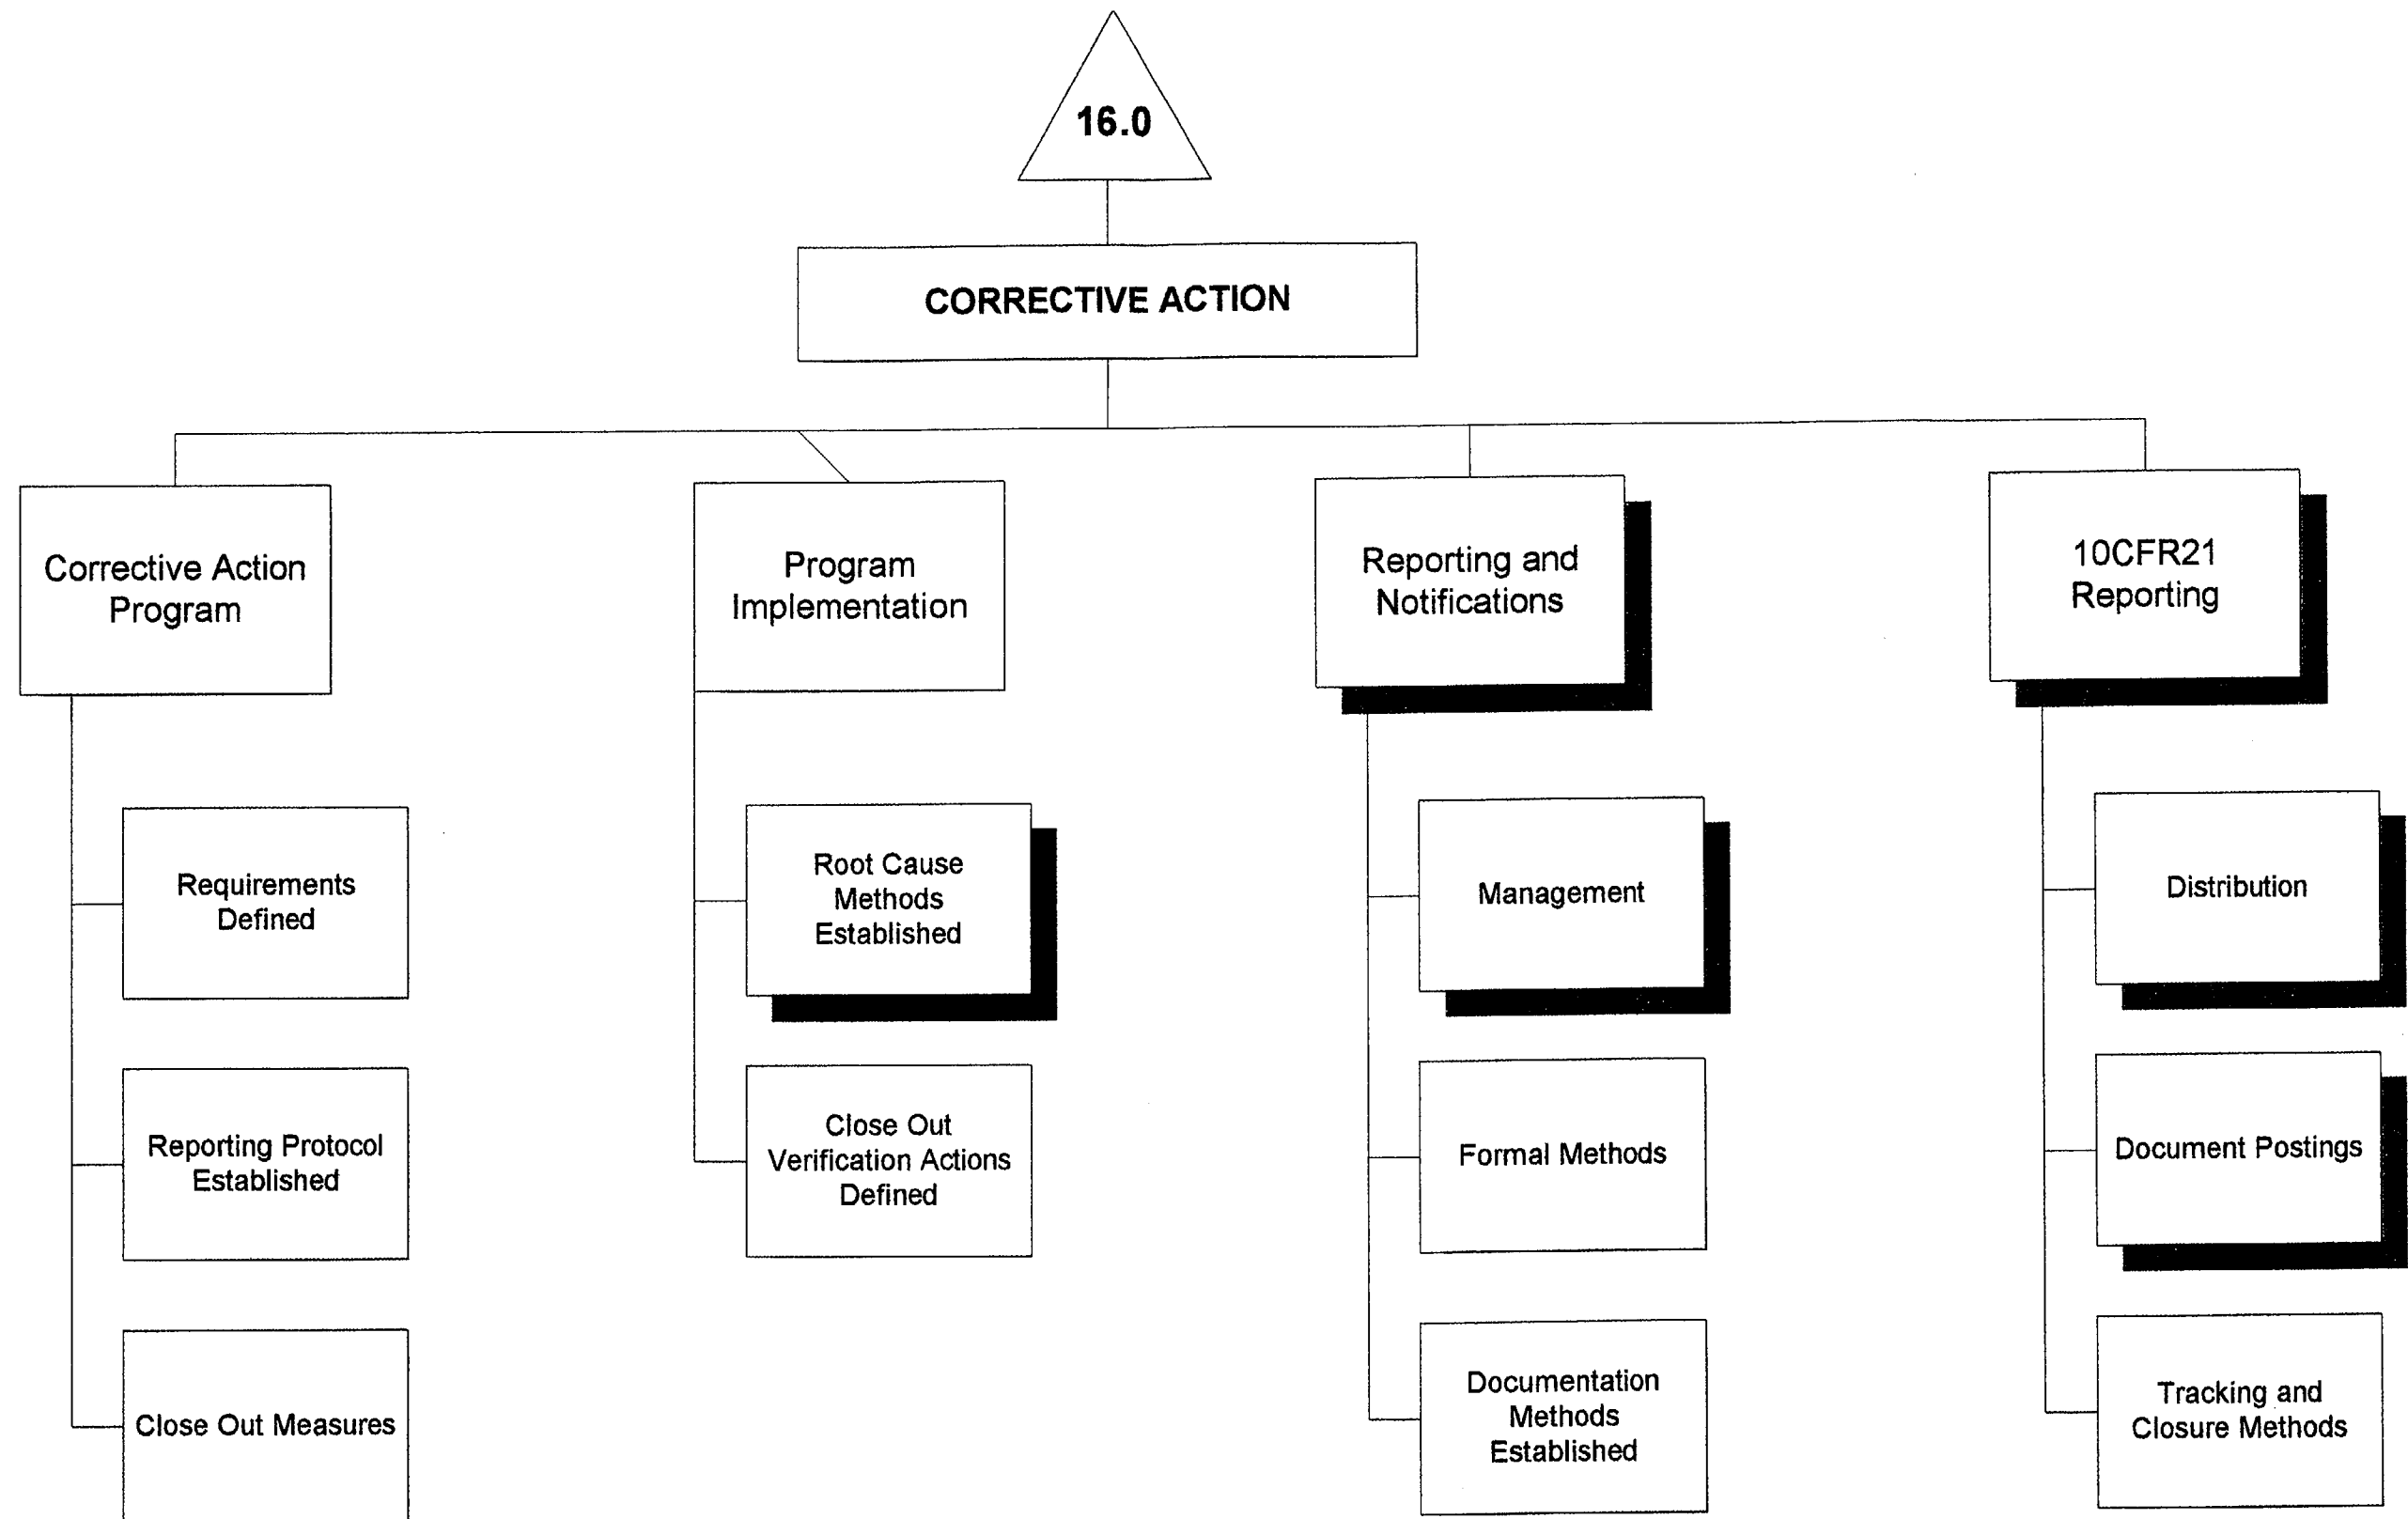 16.0
CORRECTIVE ACTION
Corrective Action
Program
Program
Implementation
Reporting and
Notifications
10CFR21
Reporting
Requirements
Defined
Root Cause
Methods
Established
Management
Distribution
Reporting Protocol
Established
Close Out
Verification Actions
Defined
Formal Methods
Document Postings
Close Out Measures
Documentation
Methods
Established
Tracking and
Closure Methods